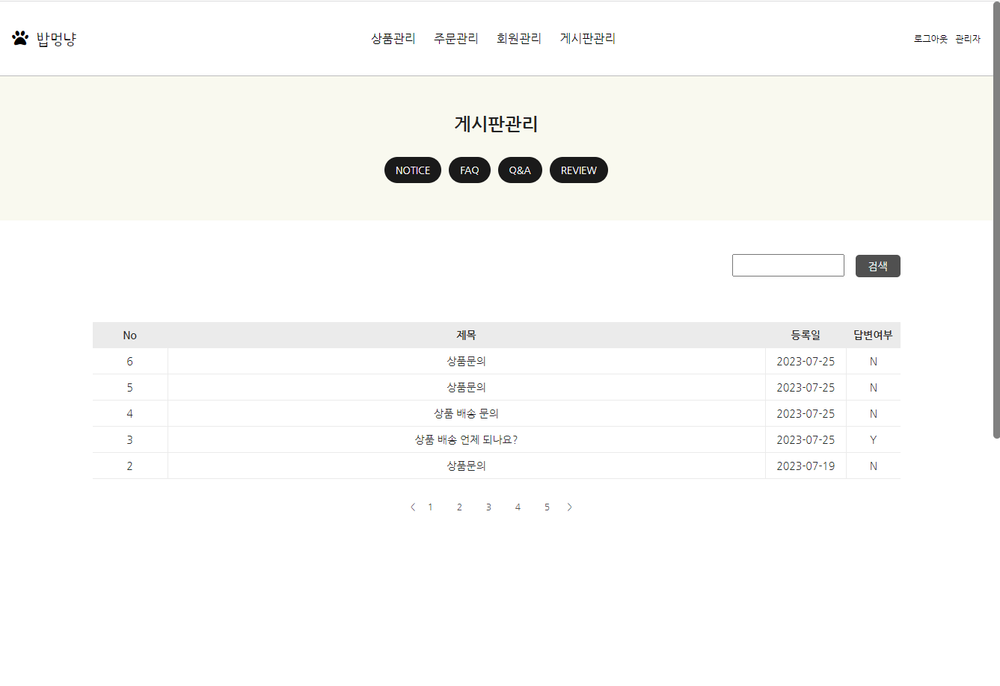 밥멍냥 상품관리 주문관리 회원관리 게시판관리 로그아웃 관리자
게시판관리
NOTICE FAQ Q&A REVIEW
검색
No 제목 등록일 답변여부
6 상품문의 2023-07-25 N
5 상품문의 2023-07-25 N
4 상품 배송 문의 2023-07-25 N
3 상품 배송 언제 되나요? 2023-07-25 Y
2 상품문의 2023-07-19 N
< 1 2 3 4 5 >